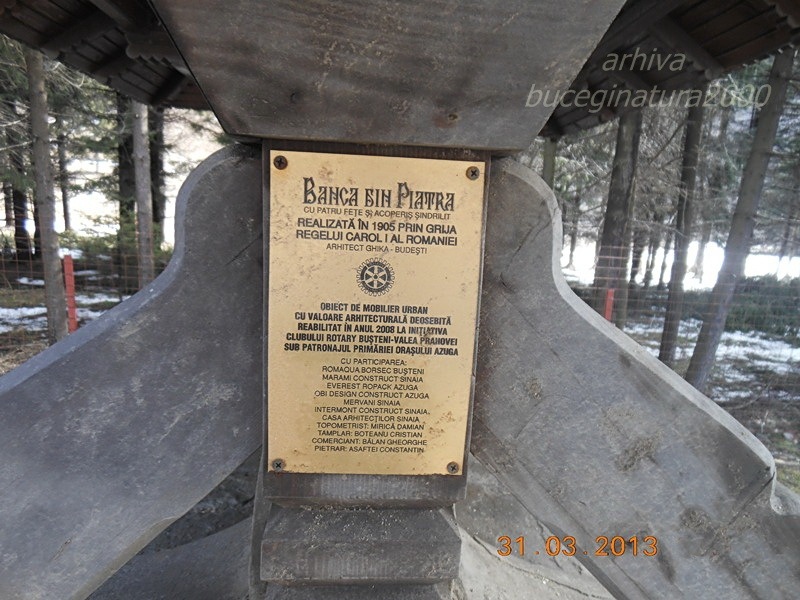 arhiva
buceginatura2000
BANCA DIN PIATRA
CU PATRU FEȚE ȘI ACOPERIȘ ȘINDRILIT
REALIZATĂ ÎN 1905 PRIN GRIJA
REGELUI CAROL I AL ROMANIEI
ARHITECT GHIKA - BUDEȘTI
OBIECT DE MOBILIER URBAN
CU VALOARE ARHITECTURALĂ DEOSEBITĂ
REABILITAT ÎN ANUL 2008 LA INIȚIATIVA
CLUBULUI ROTARY BUȘTENI-VALEA PRAHOVEI
SUB PATRONAJUL PRIMĂRIEI ORAȘULUI AZUGA
CU PARTICIPAREA:
ROMAQUA BORSEC BUȘTENI
MARAMI CONSTRUCT SINAIA
EVEREST ROPACK AZUGA
OBI DESIGN CONSTRUCT AZUGA
MERVANI SINAIA
INTERMONT CONSTRUCT SINAIA
CASA ARHITECȚILOR SINAIA
TOPOMETRIST: MIRICĂ DAMIAN
TAMPLAR: BOTEANU CRISTIAN
COMERCIANT: BĂLAN GHEORGHE
PIETRAR: ASAFTEI CONSTANTIN
31.03.2013